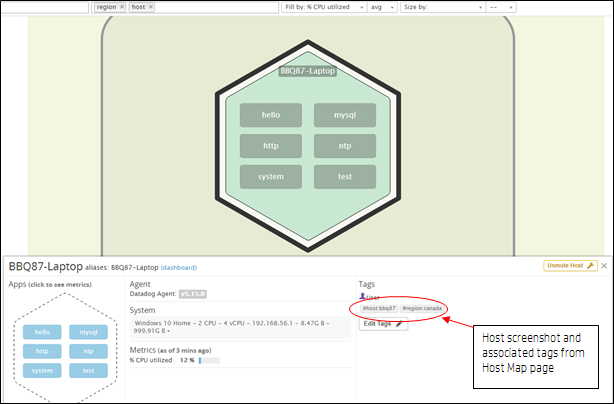 region × host × Fill by: % CPU utilized avg Size by: --
BBQ87-Laptop
hello mysql
http ntp
system test
BBQ87-Laptop aliases: BBQ87-Laptop (dashboard) Unmute Host ×
Apps (click to see metrics)
hello mysql
http ntp
system test
Agent
Datadog Agent: v5.15.0
System
Windows 10 Home - 2 CPU - 4 vCPU - 192.168.56.1 - 8.47G B -
999.91G B -
Metrics (as of 3 mins ago)
% CPU utilized 12 %
Tags
User
#host:bbq87 #region:canada
Edit Tags
Host screenshot and
associated tags from
Host Map page